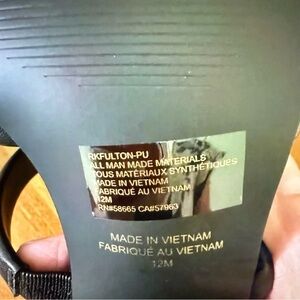 RKFULTON-PU
ALL MAN MADE MATERIALS
TOUS MATÉRIAUX SYNTHÉTIQUES
MADE IN VIETNAM
FABRIQUÉ AU VIETNAM
12M
RN#58665 CA#57963
MADE IN VIETNAM
FABRIQUÉ AU VIETNAM
12M